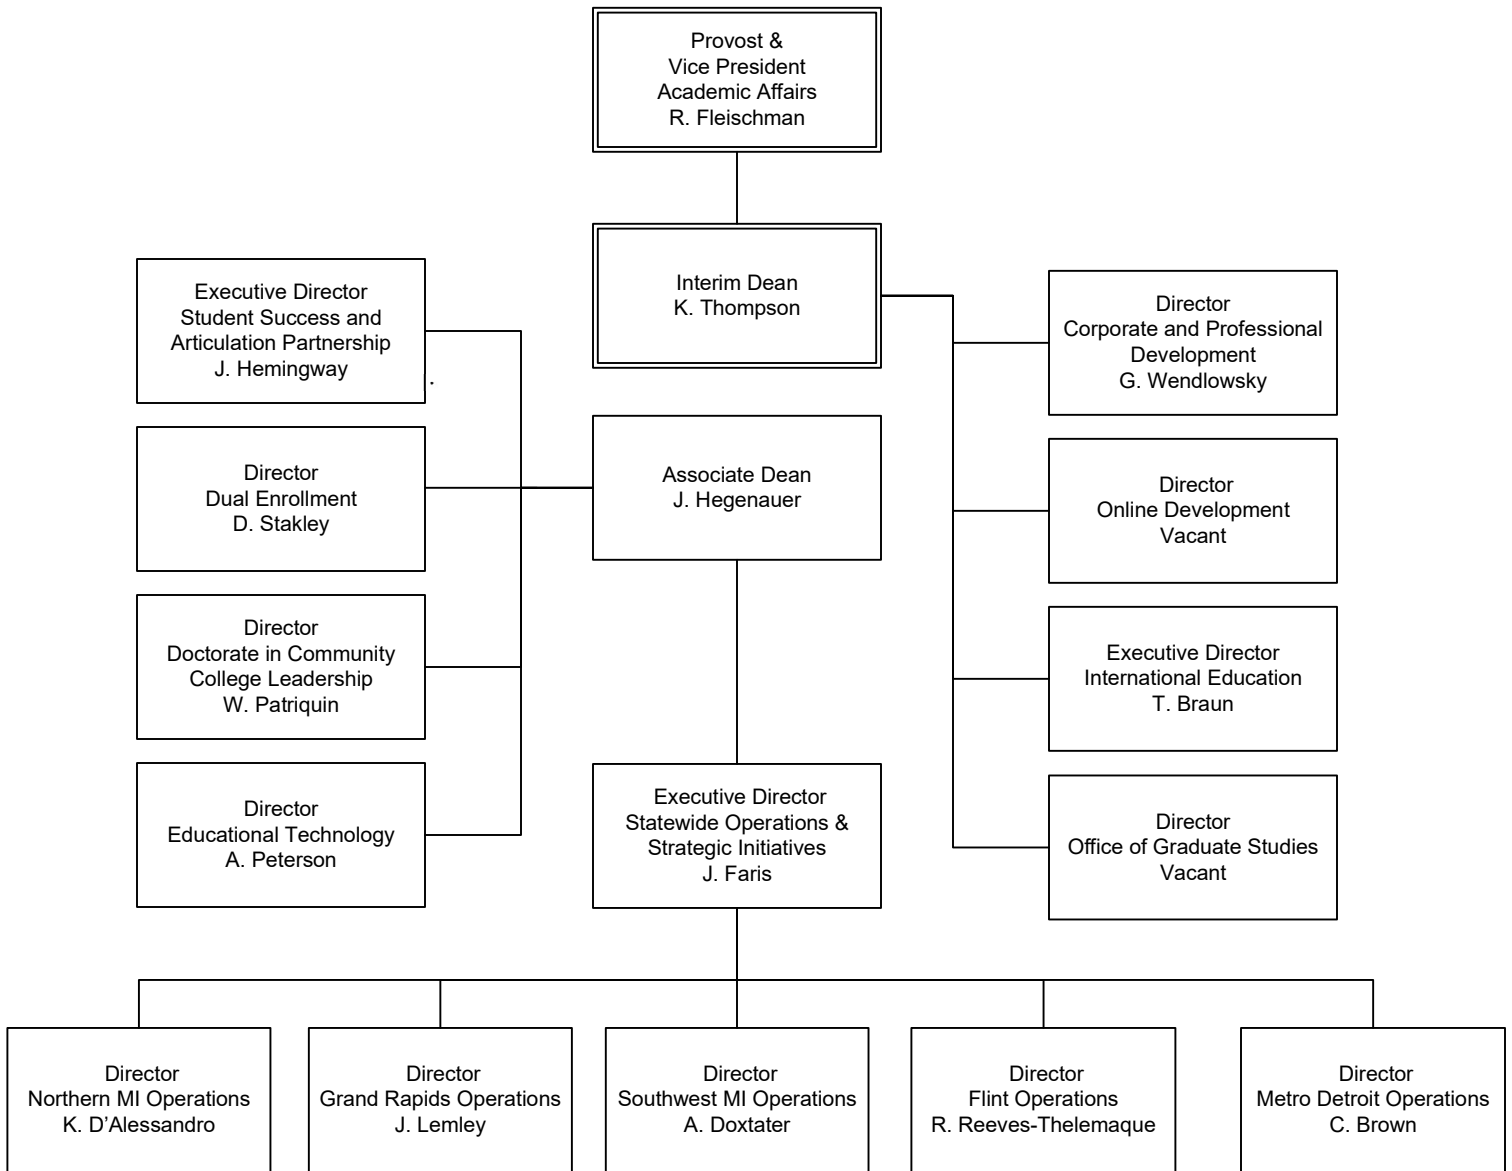 Provost &
Vice President
Academic Affairs
R. Fleischman
Interim Dean
K. Thompson
Executive Director
Student Success and
Articulation Partnership
J. Hemingway
Director
Corporate and Professional
Development
G. Wendlowsky
Director
Dual Enrollment
D. Stakley
Associate Dean
J. Hegenauer
Director
Online Development
Vacant
Director
Doctorate in Community
College Leadership
W. Patriquin
Executive Director
International Education
T. Braun
Director
Educational Technology
A. Peterson
Executive Director
Statewide Operations &
Strategic Initiatives
J. Faris
Director
Office of Graduate Studies
Vacant
Director
Northern MI Operations
K. D’Alessandro
Director
Grand Rapids Operations
J. Lemley
Director
Southwest MI Operations
A. Doxtater
Director
Flint Operations
R. Reeves-Thelemaque
Director
Metro Detroit Operations
C. Brown